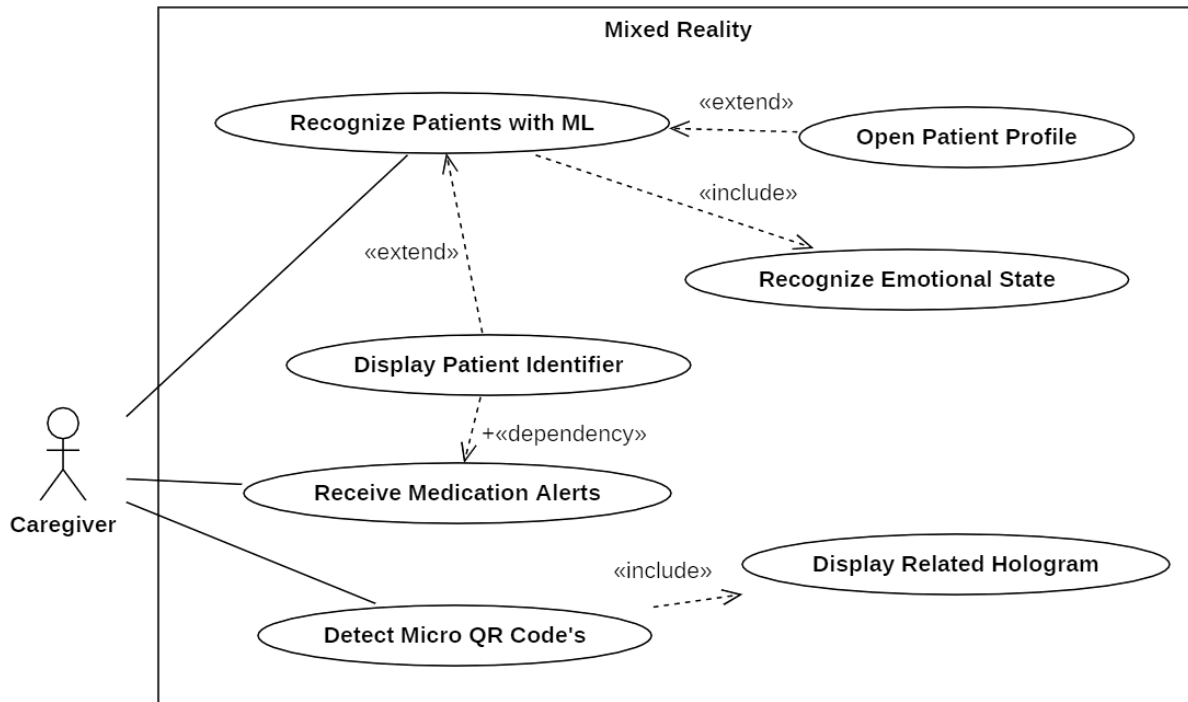 Mixed Reality
«extend»
Recognize Patients with ML
Open Patient Profile
«include»
«extend»
Recognize Emotional State
Display Patient Identifier
+«dependency»
Receive Medication Alerts
Caregiver
Display Related Hologram
«include»
Detect Micro QR Code's